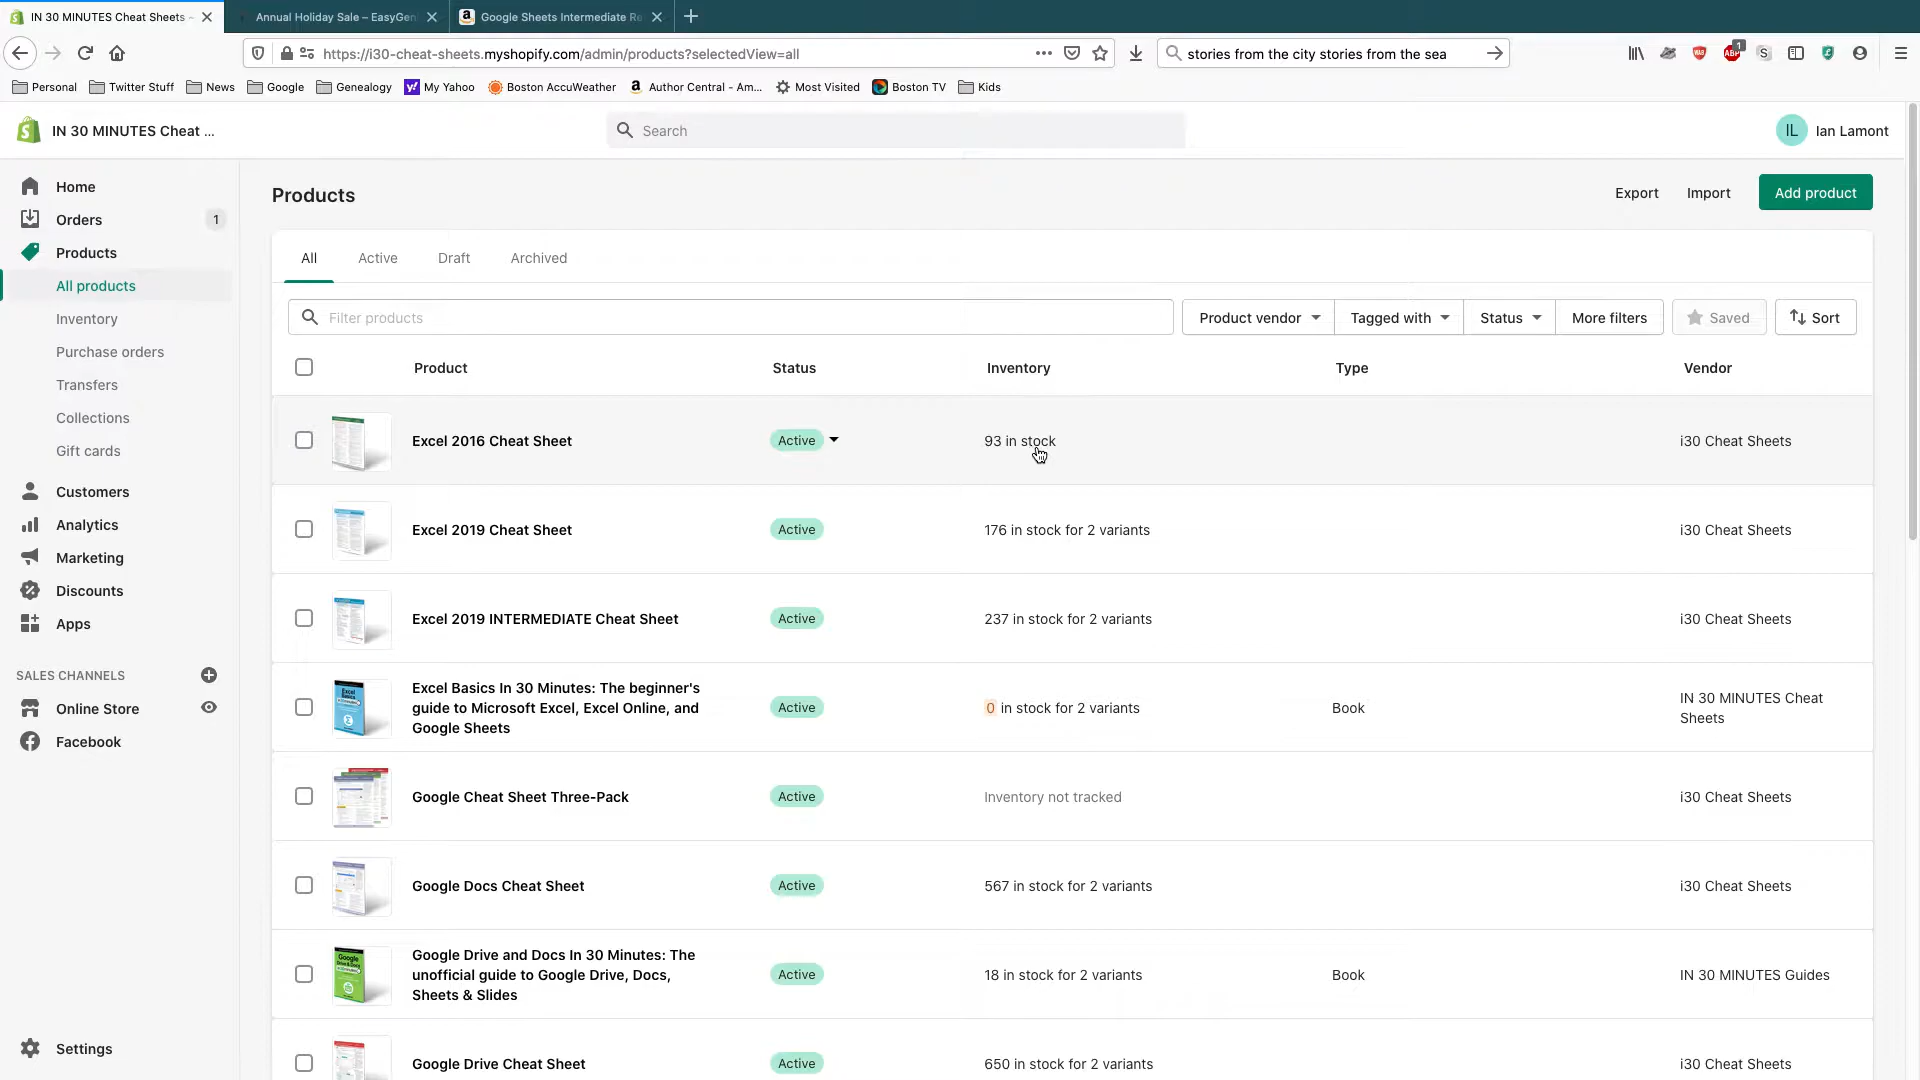 IN 30 MINUTES Cheat Sheets –
Annual Holiday Sale – EasyGen
Google Sheets Intermediate Re
https://i30-cheat-sheets.myshopify.com/admin/products?selectedView=all
stories from the city stories from the sea
ABP
1
S
Personal
Twitter Stuff
News
Google
Genealogy
My Yahoo
Boston AccuWeather
Author Central - Am...
Most Visited
Boston TV
Kids
IN 30 MINUTES Cheat ...
Search
IL
Ian Lamont
Home
Orders
1
Products
All products
Inventory
Purchase orders
Transfers
Collections
Gift cards
Customers
Analytics
Marketing
Discounts
Apps
SALES CHANNELS
Online Store
Facebook
Settings
Products
Export
Import
Add product
All
Active
Draft
Archived
Filter products
Product vendor
Tagged with
Status
More filters
Saved
Sort
Product
Status
Inventory
Type
Vendor
Excel 2016 Cheat Sheet
Active
93 in stock
i30 Cheat Sheets
Excel 2019 Cheat Sheet
Active
176 in stock for 2 variants
i30 Cheat Sheets
Excel 2019 INTERMEDIATE Cheat Sheet
Active
237 in stock for 2 variants
i30 Cheat Sheets
Excel Basics In 30 Minutes: The beginner's
guide to Microsoft Excel, Excel Online, and
Google Sheets
Active
0 in stock for 2 variants
Book
IN 30 MINUTES Cheat
Sheets
Google Cheat Sheet Three-Pack
Active
Inventory not tracked
i30 Cheat Sheets
Google Docs Cheat Sheet
Active
567 in stock for 2 variants
i30 Cheat Sheets
Google Drive and Docs In 30 Minutes: The
unofficial guide to Google Drive, Docs,
Sheets & Slides
Active
18 in stock for 2 variants
Book
IN 30 MINUTES Guides
Google Drive Cheat Sheet
Active
650 in stock for 2 variants
i30 Cheat Sheets